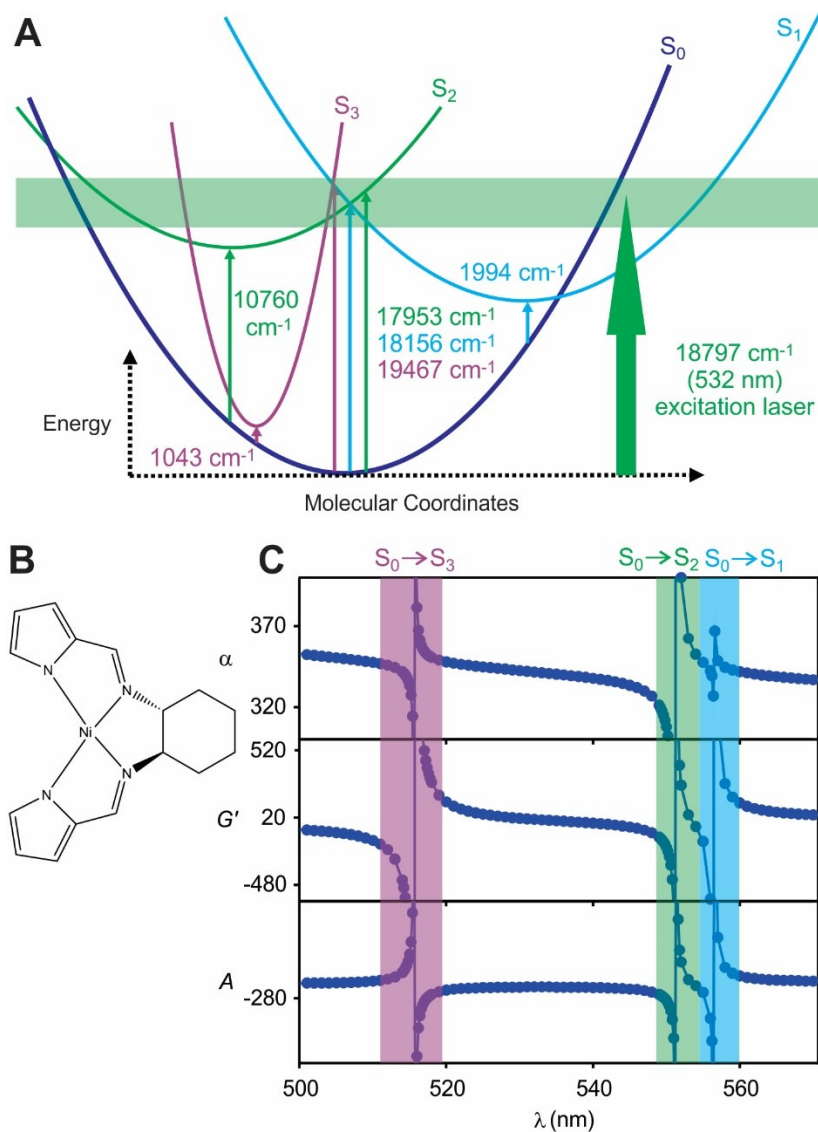 A
S₃
S₂
S₀
S₁
10760
cm⁻¹
1994 cm⁻¹
17953 cm⁻¹
18156 cm⁻¹
19467 cm⁻¹
18797 cm⁻¹
(532 nm)
excitation laser
Energy
1043 cm⁻¹
Molecular Coordinates
B
N
N
Ni
N
N
C
S₀→S₃
S₀→S₂
S₀→S₁
α
370
320
G'
520
20
-480
A
-280
500
520
540
560
λ (nm)